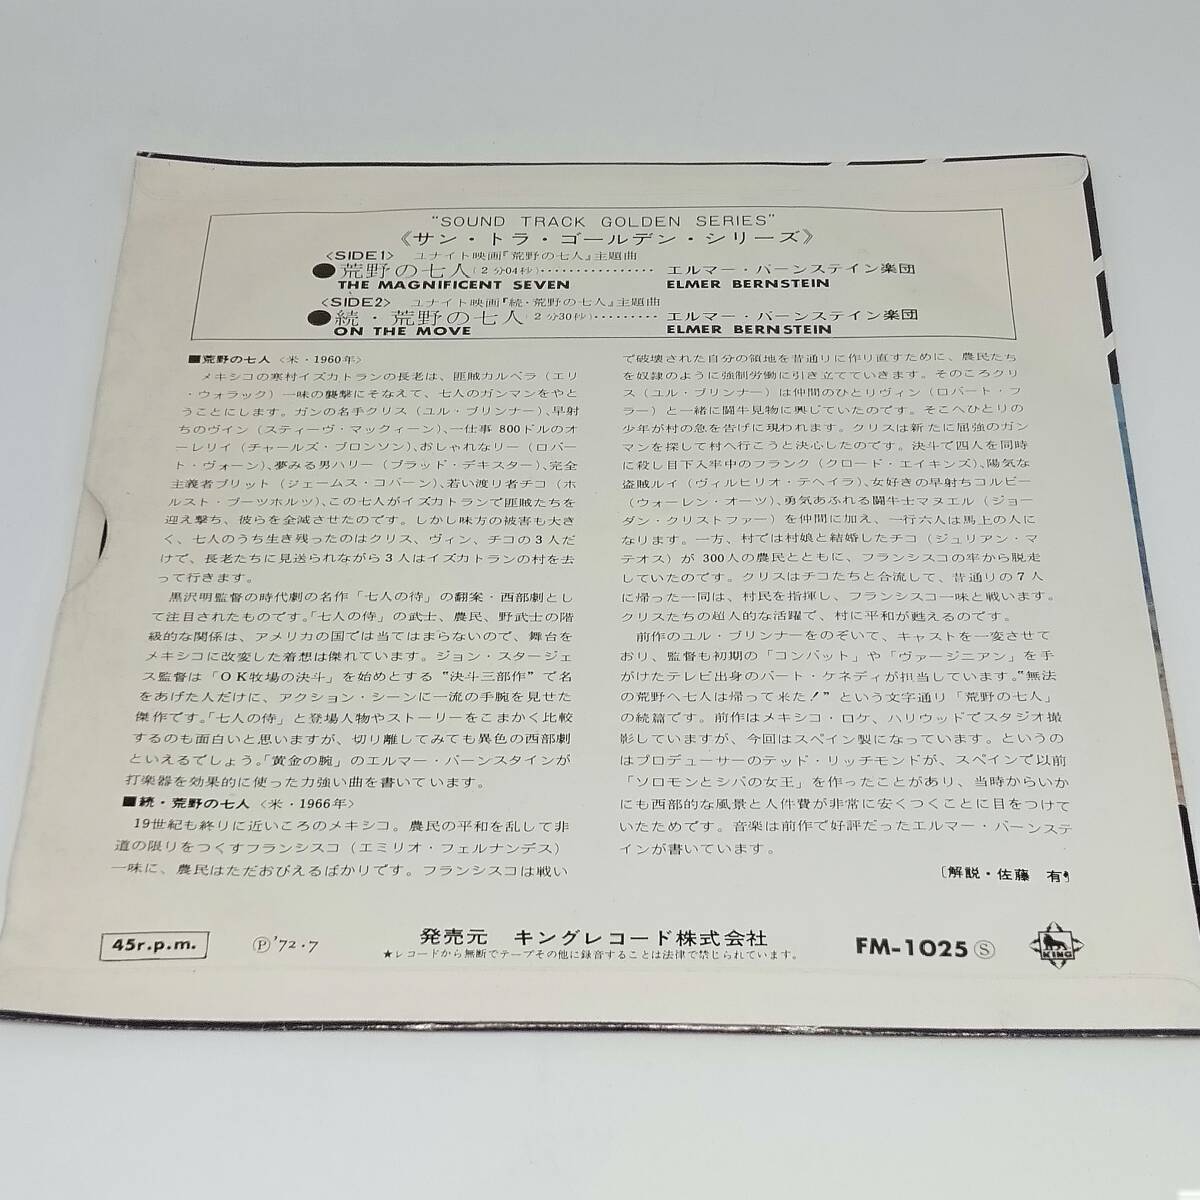 "SOUND TRACK GOLDEN SERIES"
《サン・トラ・ゴールデン・シリーズ》
<SIDE1> ユナイト映画『荒野の七人』主題曲
●荒野の七人(2分04秒)················エルマー・バーンステイン楽団
THE MAGNIFICENT SEVEN ELMER BERNSTEIN
<SIDE2> ユナイト映画『続・荒野の七人』主題曲
●続・荒野の七人(2分30秒)·········エルマー・バーンステイン楽団
ON THE MOVE ELMER BERNSTEIN
■荒野の七人〈米・1960年〉
メキシコの寒村イズカトランの長老は、匪賊カルベラ(エリ
・ウォラック)一味の襲撃にそなえて、七人のガンマンをやと
うことにします。ガンの名手クリス(ユル・ブリンナー)、早射
ちのヴイン(スティーヴ・マックィーン)、一仕事800ドルのオ
ーレリイ(チャールズ・ブロンソン)、おしゃれなリー(ロバー
ト・ヴォーン)、夢みる男ハリー(ブラッド・デキスター)、完全
主義者ブリット(ジェームス・コバーン)、若い渡り者チコ(ホ
ルスト・ブーツホルツ)、この七人がイズカトランで匪賊たちを
迎え撃ち、彼らを全滅させたのです。しかし味方の被害も大き
く、七人のうち生き残ったのはクリス、ヴィン、チコの3人だ
けで、長老たちに見送られながら3人はイズカトランの村を去
って行きます。
黒沢明監督の時代劇の名作「七人の侍」の翻案・西部劇とし
て注目されたものです。「七人の侍」の武士、農民、野武士の階
級的な関係は、アメリカの国では当てはまらないので、舞台を
メキシコに改変した着想は傑れています。ジョン・スタージェ
ス監督は「OK牧場の決斗」を始めとする"決斗三部作"で名
をあげた人だけに、アクション・シーンに一流の手腕を見せた
傑作です。「七人の侍」と登場人物やストーリーをこまかく比較
するのも面白いと思いますが、切り離してみても異色の西部劇
といえるでしょう。「黄金の腕」のエルマー・バーンスタインが
打楽器を効果的に使った力強い曲を書いています。
■続・荒野の七人〈米・1966年〉
19世紀も終りに近いころのメキシコ。農民の平和を乱して非
道の限りをつくすフランシスコ(エミリオ・フェルナンデス)
一味に、農民はただおびえるばかりです。フランシスコは戦い
で破壊された自分の領地を昔通りに作り直すために、農民たち
を奴隷のように強制労働に引き立てていきます。そのころクリ
ス(ユル・ブリンナー)は仲間のひとりヴィン(ロバート・フ
ラー)と一緒に闘牛見物に興じていたのです。そこへひとりの
少年が村の急を告げに現われます。クリスは新たに屈強のガン
マンを探して村へ行こうと決心したのです。決斗で四人を同時
に殺し目下入牢中のフランク(クロード・エイキンズ)、陽気な
盗賊ルイ(ヴィルヒリオ・テヘイラ)、女好きの早射ちコルビー
(ウォーレン・オーツ)、勇気あふれる闘牛士マヌエル(ジョー
ダン・クリストファー)を仲間に加え、一行六人は馬上の人に
なります。一方、村では村娘と結婚したチコ(ジュリアン・マ
テオス)が300人の農民とともに、フランシスコの牢から脱走
していたのです。クリスはチコたちと合流して、昔通りの7人
に帰った一同は、村民を指揮し、フランシスコ一味と戦います。
クリスたちの超人的な活躍で、村に平和が甦えるのです。
前作のユル・ブリンナーをのぞいて、キャストを一変させて
おり、監督も初期の「コンバット」や「ヴァージニアン」を手
がけたテレビ出身のバート・ケネディが担当しています。"無法
の荒野へ七人は帰って来た!"という文字通り「荒野の七人」
の続篇です。前作はメキシコ・ロケ、ハリウッドでスタジオ撮
影していますが、今回はスペイン製になっています。というの
はプロデューサーのテッド・リッチモンドが、スペインで以前
「ソロモンとシバの女王」を作ったことがあり、当時からいか
にも西部的な風景と人件費が非常に安くつくことに目をつけて
いたためです。音楽は前作で好評だったエルマー・バーンステ
インが書いています。
〔解説・佐藤 有〕
45r.p.m. Ⓟ'72・7 発売元 キングレコード株式会社 FM-1025 Ⓢ KING
★レコードから無断でテープその他に録音することは法律で禁じられています。